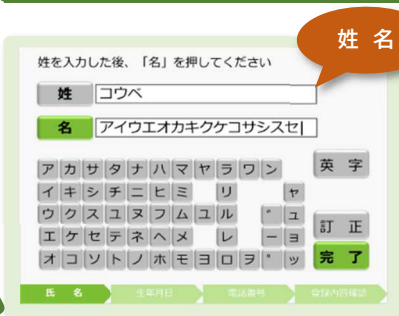 姓 名
姓を入力した後、「名」を押してください
姓 コウベ
名 アイウエオカキクケコサシスセ
ア カ サ タ ナ ハ マ ヤ ラ ワ ン 英 字
イ キ シ チ ニ ヒ ミ リ ャ
ウ ク ス ユ ヌ フ ム ユ ル ゜ ュ
エ ケ セ テ ネ ヘ メ レ ー ョ 訂 正
オ コ ソ ト ノ ホ モ ヨ ロ ヲ ッ 完 了
氏 名 生年月日 電話番号 登録内容確認